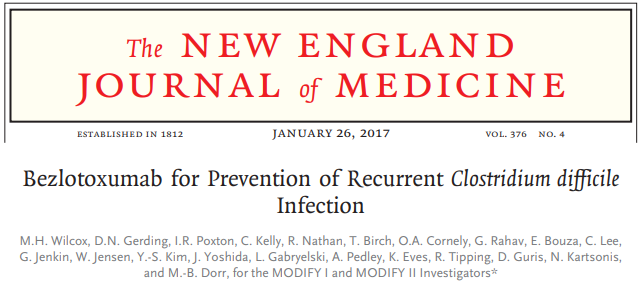 The NEW ENGLAND
JOURNAL of MEDICINE
ESTABLISHED IN 1812 JANUARY 26, 2017 VOL. 376 NO. 4
Bezlotoxumab for Prevention of Recurrent Clostridium difficile
Infection
M.H. Wilcox, D.N. Gerding, I.R. Poxton, C. Kelly, R. Nathan, T. Birch, O.A. Cornely, G. Rahav, E. Bouza, C. Lee,
G. Jenkin, W. Jensen, Y.-S. Kim, J. Yoshida, L. Gabryelski, A. Pedley, K. Eves, R. Tipping, D. Guris, N. Kartsonis,
and M.-B. Dorr, for the MODIFY I and MODIFY II Investigators*